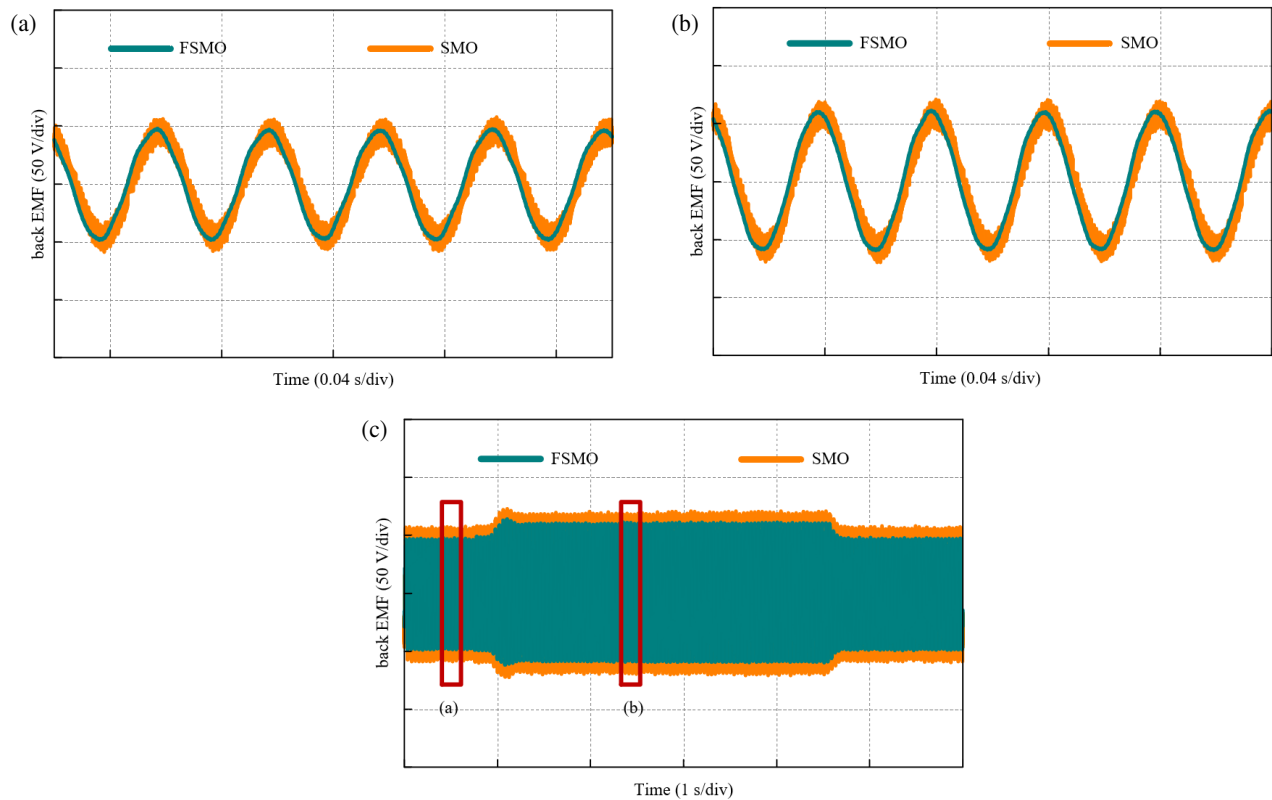 (a)
FSMO
SMO
back EMF (50 V/div)
Time (0.04 s/div)
(b)
FSMO
SMO
back EMF (50 V/div)
Time (0.04 s/div)
(c)
FSMO
SMO
back EMF (50 V/div)
(a)
(b)
Time (1 s/div)